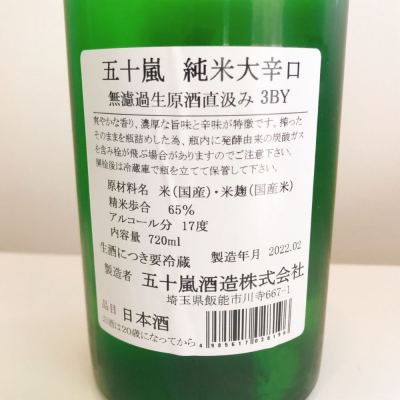 五十嵐 純米大辛口
無濾過生原酒直汲み 3BY
爽やかな香り、濃厚な旨味と辛味が特徴です。搾った
そのままを瓶詰めした為、瓶内に発酵由来の炭酸ガス
を含み栓が飛ぶ場合がありますのでご注意下さい。
開栓後は冷蔵庫で瓶を立てて保管して下さい。
原材料名 米(国産)・米麹(国産米)
精米歩合 65%
アルコール分 17度
内容量 720ml
生酒につき要冷蔵 製造年月 2022.02
製造者 五十嵐酒造株式会社
埼玉県飯能市川寺667-1
品目 日本酒
お酒は20歳になってから